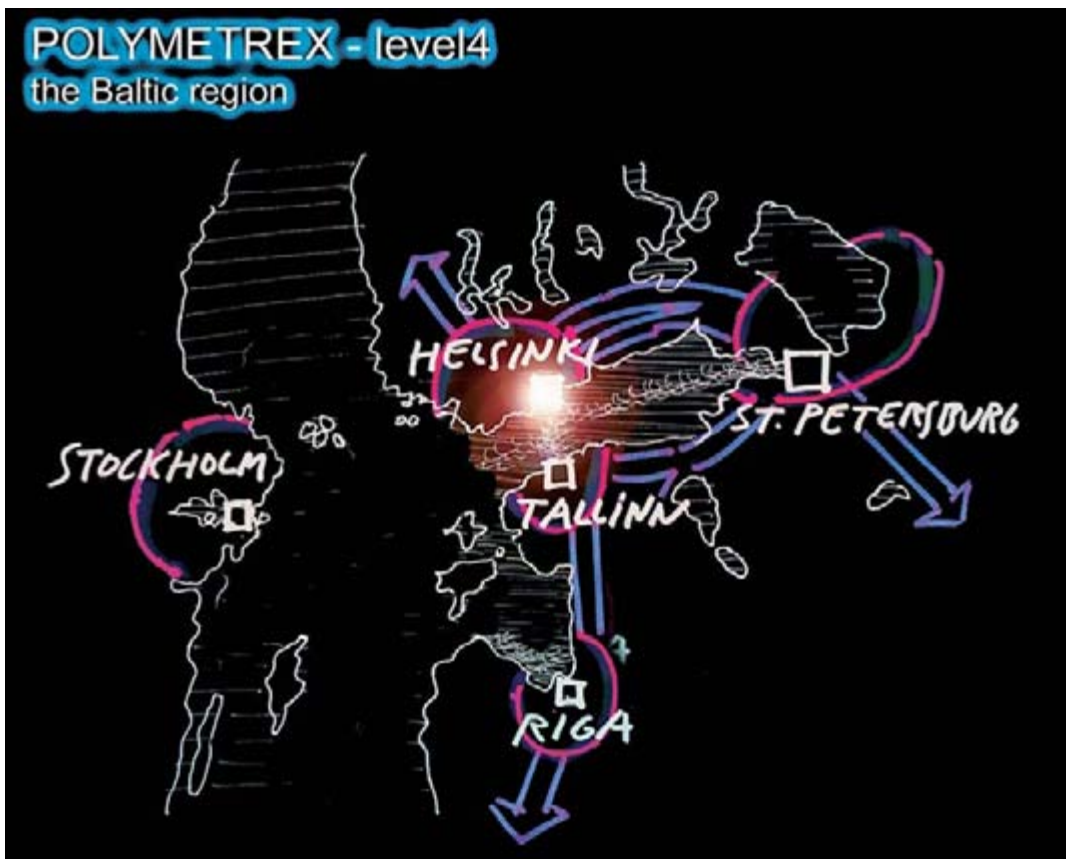 POLYMETREX - level4
the Baltic region
HELSINKI
ST. PETERSBURG
STOCKHOLM
TALLINN
RIGA